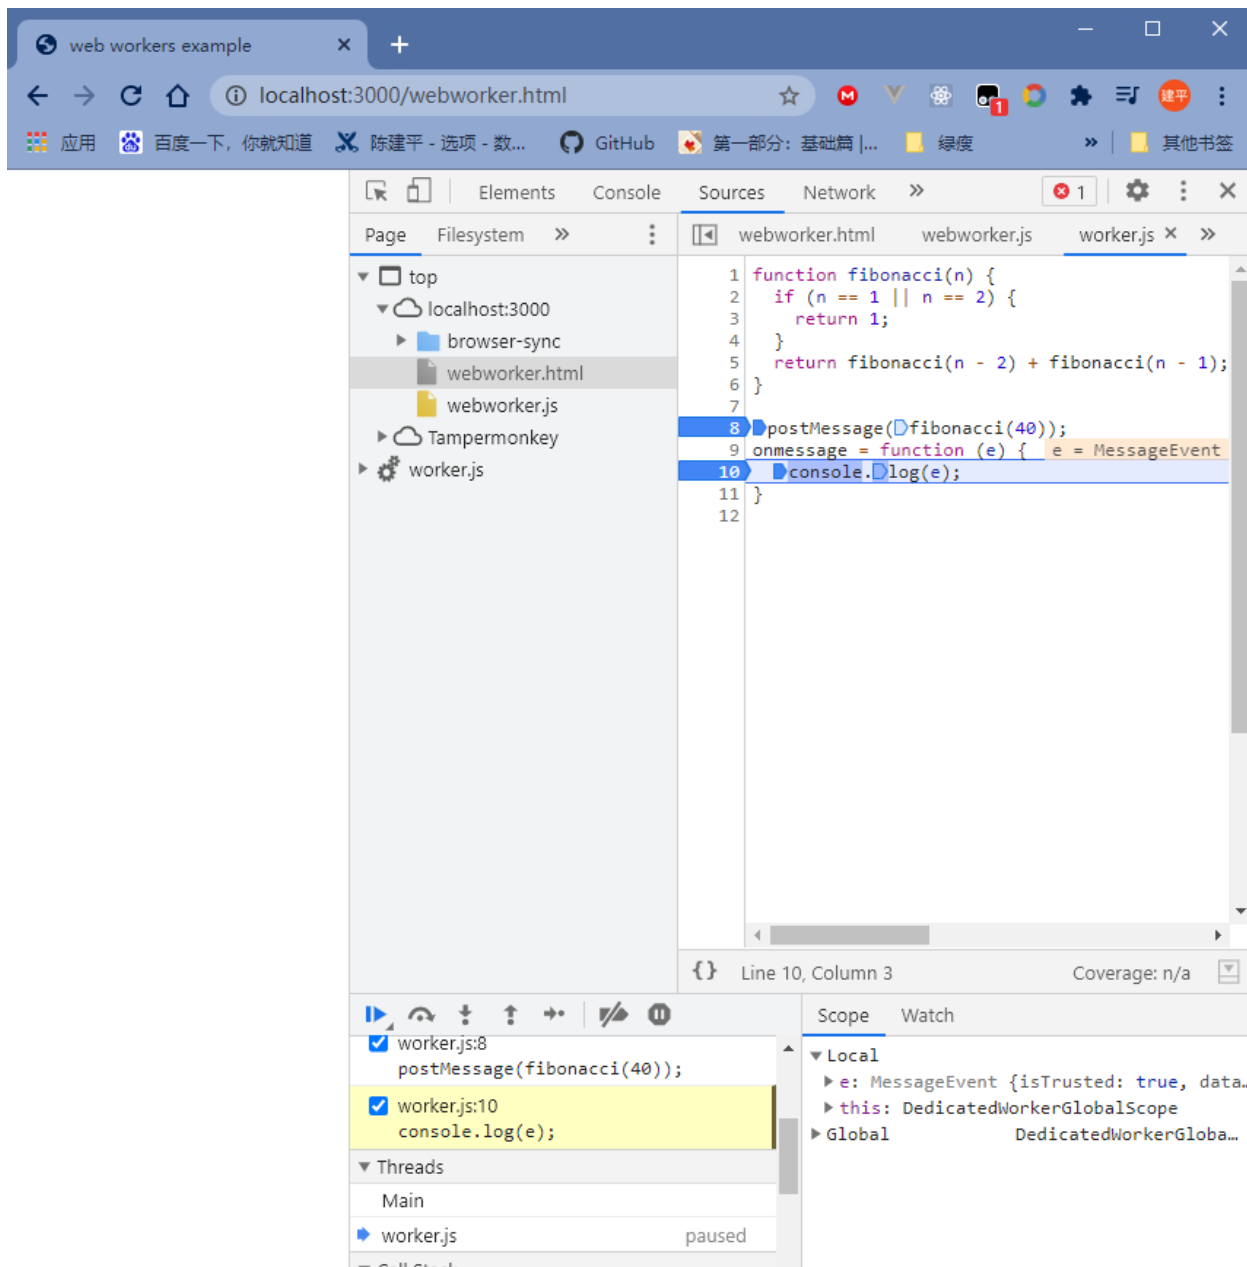 web workers example
localhost:3000/webworker.html
1
建平
应用 百度一下，你就知道 陈建平 - 选项 - 数... GitHub 第一部分：基础篇 |... 绿瘦 » 其他书签
Elements Console Sources Network » 1
Page Filesystem »
webworker.html webworker.js worker.js ✕ »
top
localhost:3000
browser-sync
webworker.html
webworker.js
Tampermonkey
worker.js
1 function fibonacci(n) {
2 if (n == 1 || n == 2) {
3 return 1;
4 }
5 return fibonacci(n - 2) + fibonacci(n - 1);
6 }
7
8 postMessage(fibonacci(40));
9 onmessage = function (e) { e = MessageEvent
10 console.log(e);
11 }
12
{} Line 10, Column 3 Coverage: n/a
worker.js:8
postMessage(fibonacci(40));
worker.js:10
console.log(e);
Threads
Main
worker.js paused
Scope Watch
Local
e: MessageEvent {isTrusted: true, data…
this: DedicatedWorkerGlobalScope
Global DedicatedWorkerGloba…